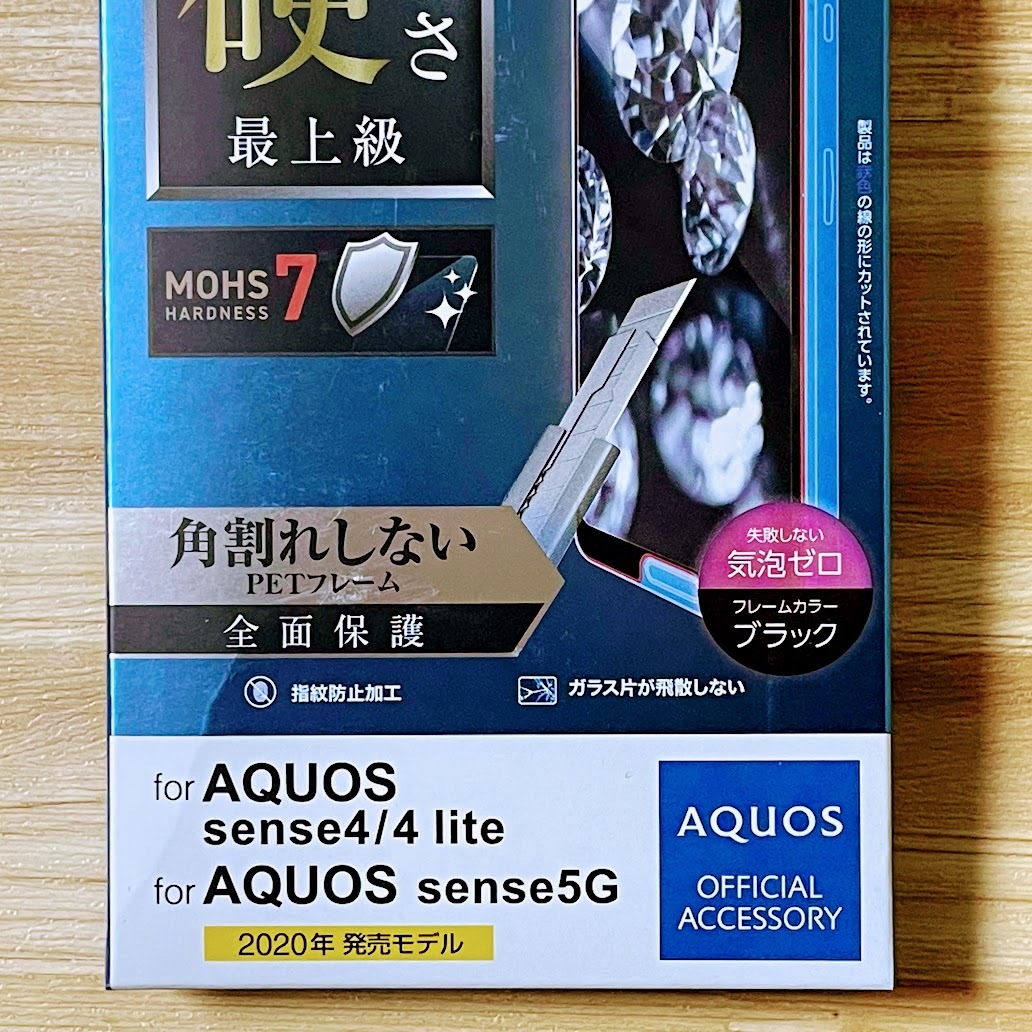 硬さ
最上級
MOHS 7
HARDNESS
製品は赤色の線の形にカットされています。
角割れしない
PETフレーム
全面保護
失敗しない
気泡ゼロ
フレームカラー
ブラック
指紋防止加工
ガラス片が飛散しない
for AQUOS
sense4/4 lite
for AQUOS sense5G
2020年 発売モデル
AQUOS
OFFICIAL
ACCESSORY